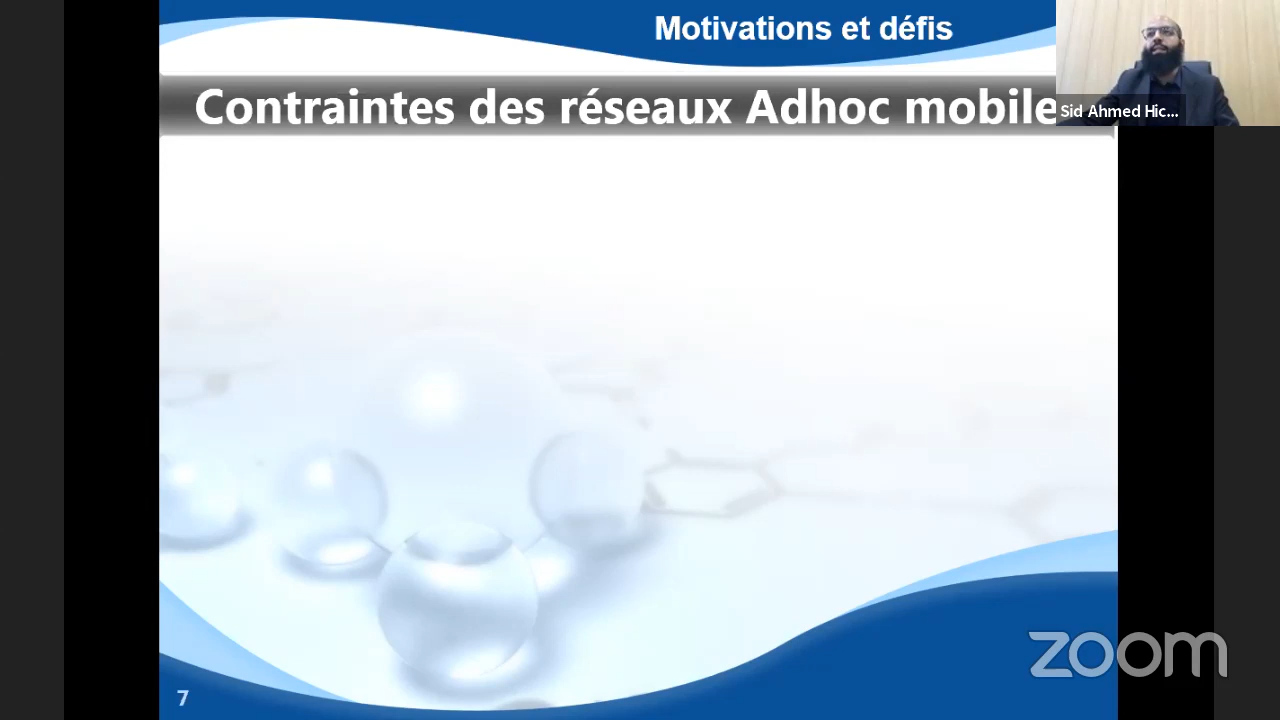 Motivations et défis
Contraintes des réseaux Adhoc mobile
Sid Ahmed Hic...
zoom
7